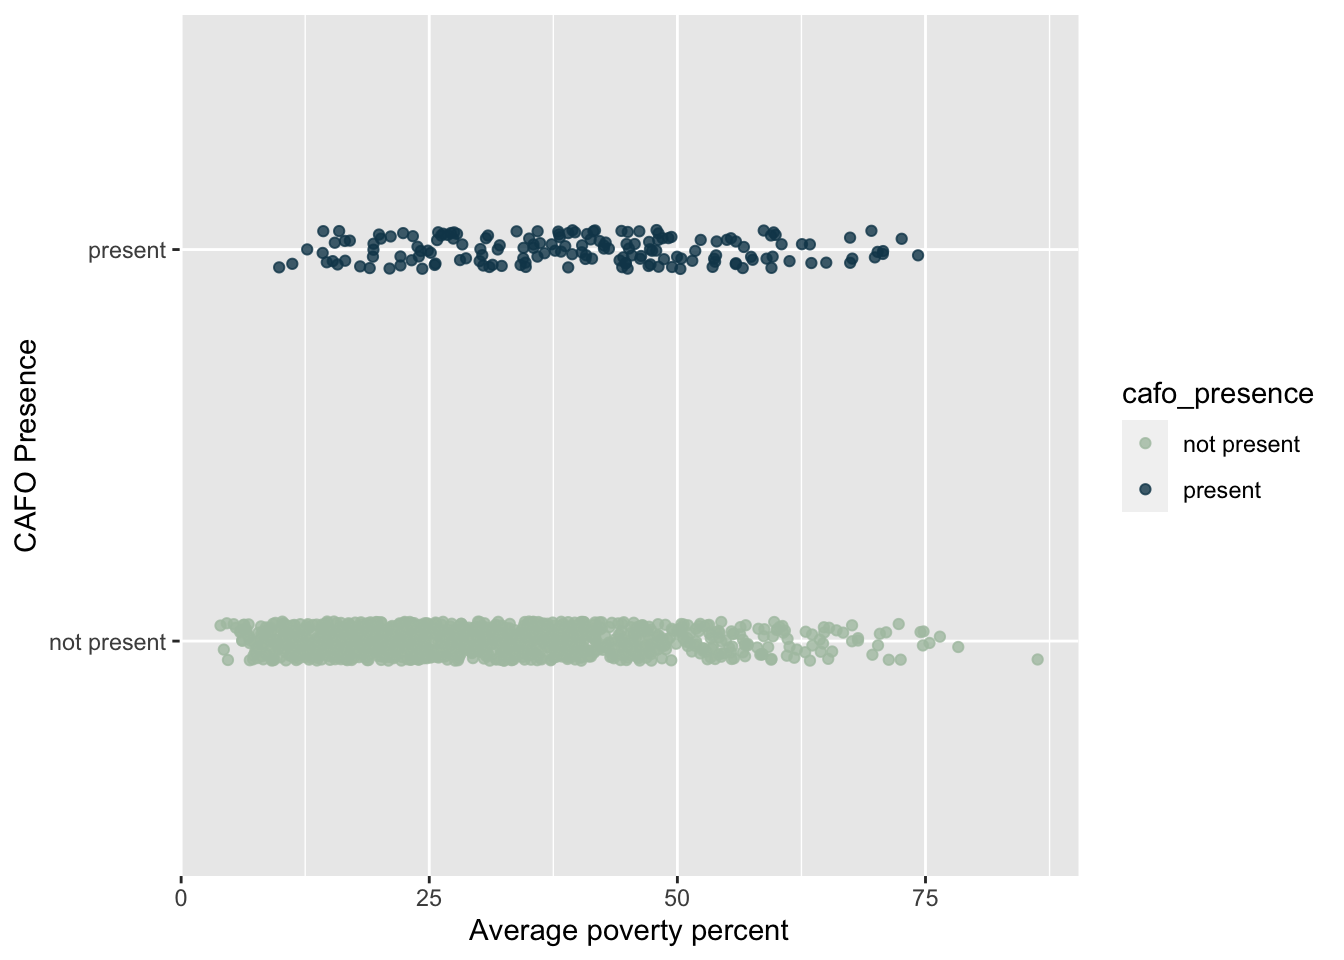 CAFO Presence
present
not present
0 25 50 75
Average poverty percent
cafo_presence
not present
present